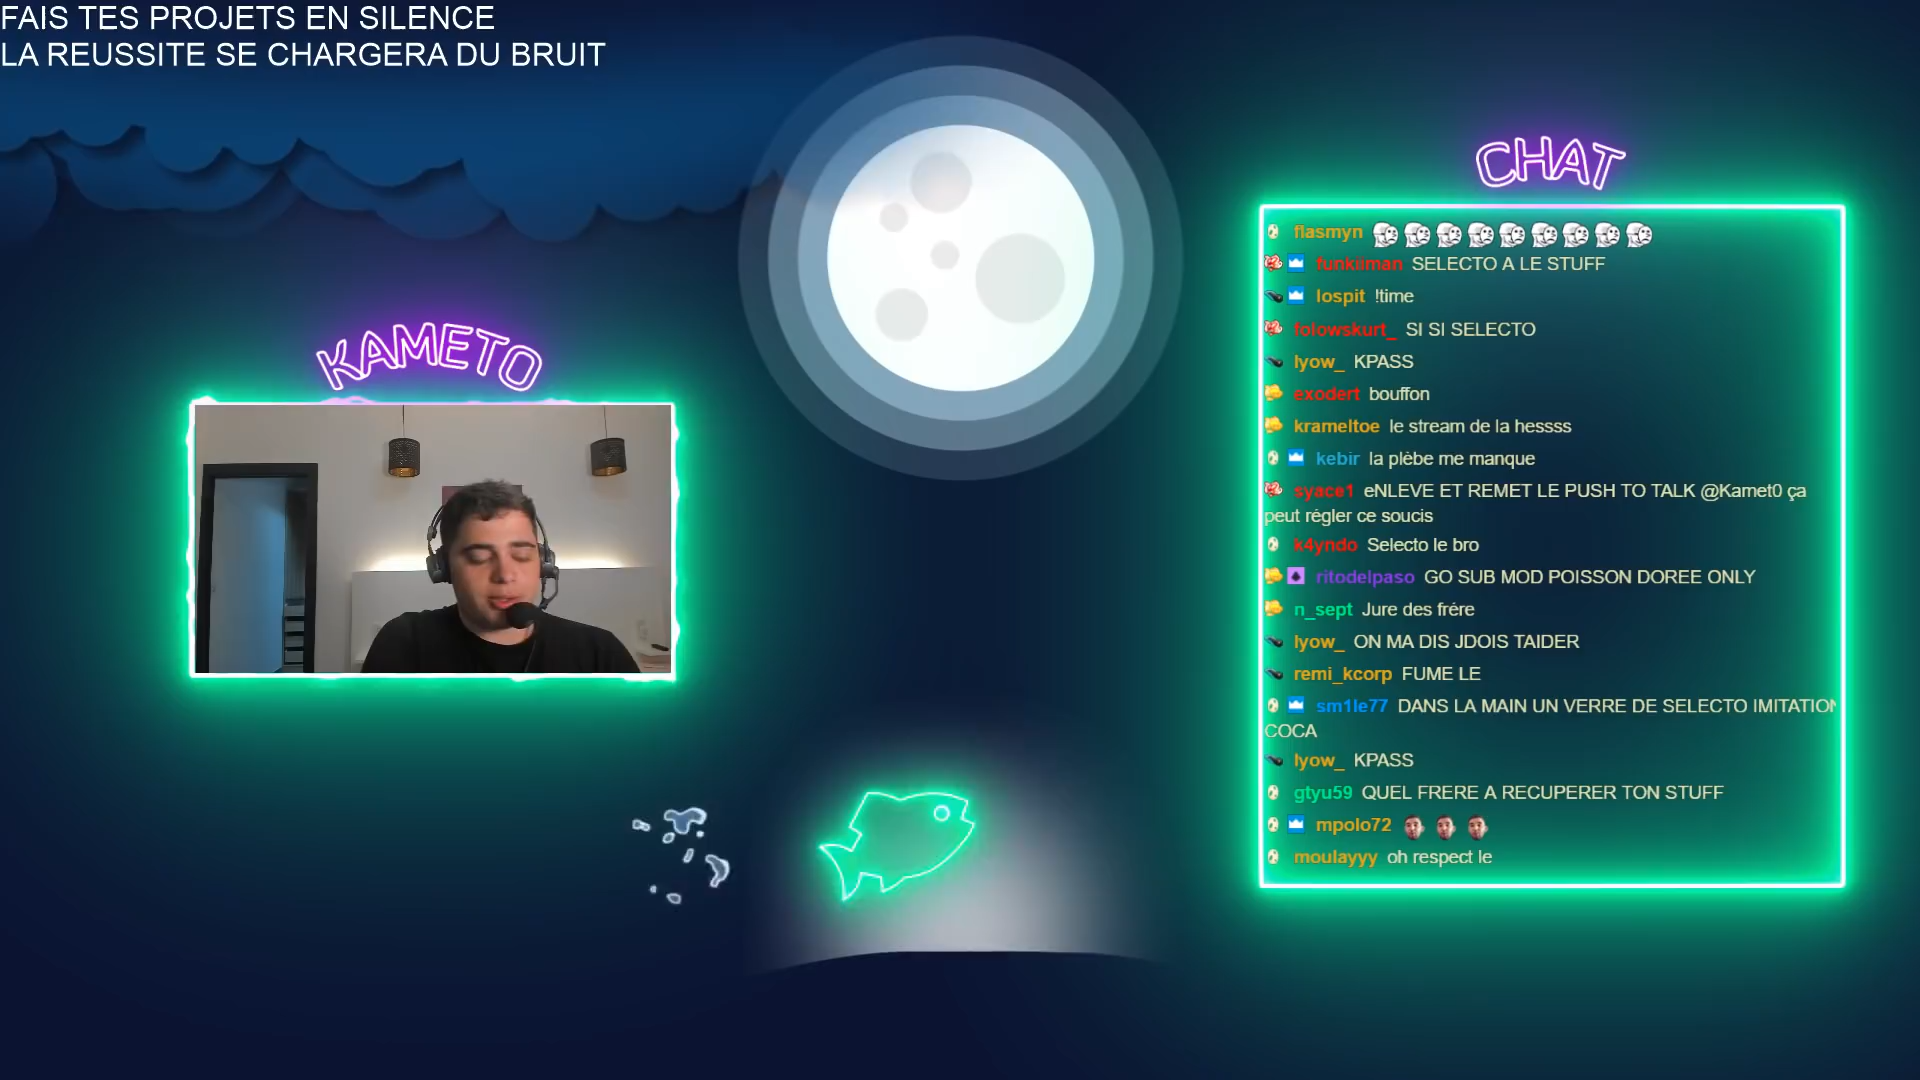 FAIS TES PROJETS EN SILENCE
LA REUSSITE SE CHARGERA DU BRUIT
KAMETO
CHAT
flasmyn
funkiiman SELECTO A LE STUFF
lospit !time
folowskurt_ SI SI SELECTO
lyow_ KPASS
exodert bouffon
krameltoe le stream de la hessss
kebir la plèbe me manque
syace1 eNLEVE ET REMET LE PUSH TO TALK @Kamet0 ça
peut régler ce soucis
k4yndo Selecto le bro
ritodelpaso GO SUB MOD POISSON DOREE ONLY
n_sept Jure des frére
lyow_ ON MA DIS JDOIS TAIDER
remi_kcorp FUME LE
sm1le77 DANS LA MAIN UN VERRE DE SELECTO IMITATION
COCA
lyow_ KPASS
gtyu59 QUEL FRERE A RECUPERER TON STUFF
mpolo72
moulayyy oh respect le